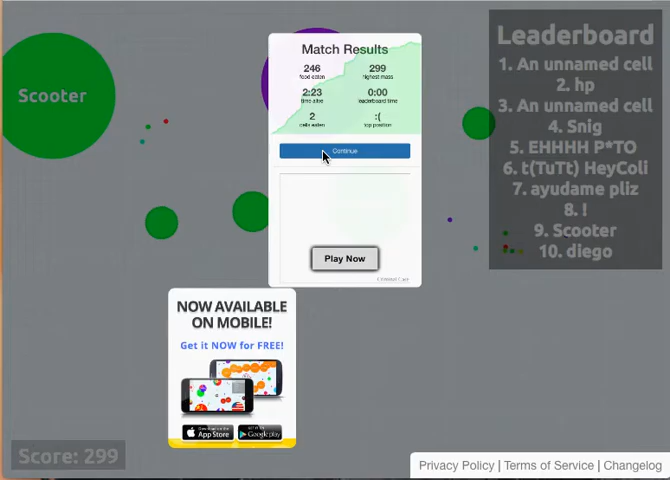 Scooter
Match Results
246
food eaten
299
highest mass
2:23
time alive
0:00
leaderboard time
2
cells eaten
:(
top position
Continue
Play Now
NOW AVAILABLE
ON MOBILE!
Get it NOW for FREE!
App Store
Google play
Leaderboard
1. An unnamed cell
2. hp
3. An unnamed cell
4. Snig
5. EHHHH P*TO
6. t(TuTt) HeyColi
7. ayudame pliz
8. !
9. Scooter
10. diego
Score: 299
Privacy Policy | Terms of Service | Changelog